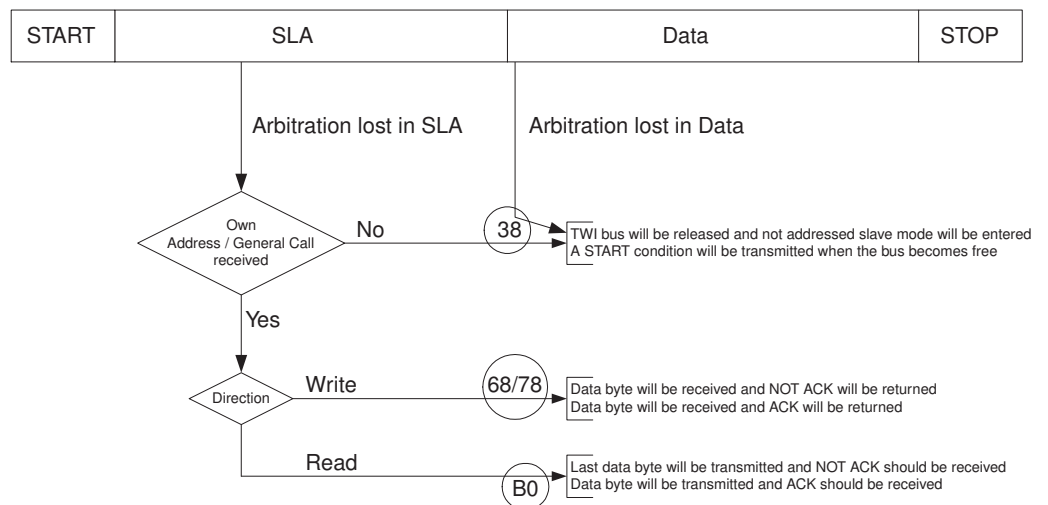 START SLA Data STOP
Arbitration lost in SLA Arbitration lost in Data
Own
Address / General Call
received
No
38
TWI bus will be released and not addressed slave mode will be entered
A START condition will be transmitted when the bus becomes free
Yes
Direction
Write
68/78
Data byte will be received and NOT ACK will be returned
Data byte will be received and ACK will be returned
Read
B0
Last data byte will be transmitted and NOT ACK should be received
Data byte will be transmitted and ACK should be received